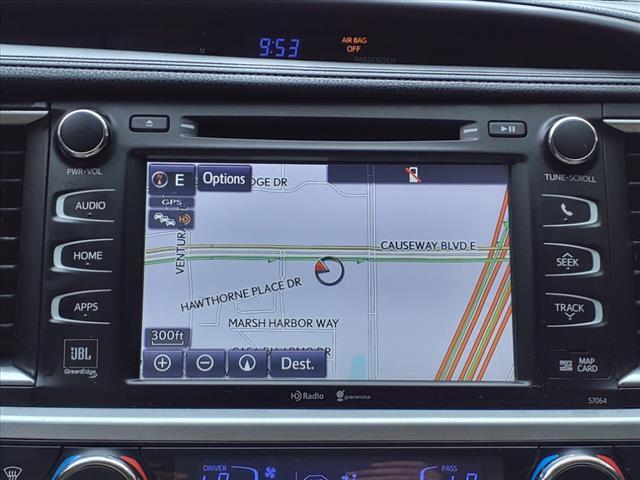 H
M
9:53
AIR BAG
OFF
PASSENGER
PWR•VOL
TUNE•SCROLL
E
Options
DGE DR
GPS
VENTURA
CAUSEWAY BLVD E
HAWTHORNE PLACE DR
MARSH HARBOR WAY
300ft
Dest.
AUDIO
HOME
APPS
SEEK
TRACK
JBL
GreenEdge
MAP
CARD
HD Radio
gracenote
57064
DRIVER
PASS